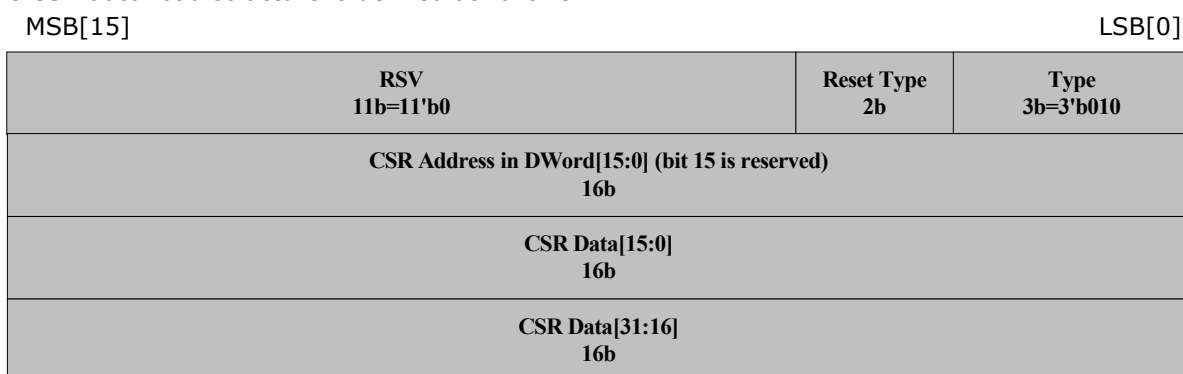 MSB[15] LSB[0]
RSV Reset Type Type
11b=11'b0 2b 3b=3'b010
CSR Address in DWord[15:0] (bit 15 is reserved)
16b
CSR Data[15:0]
16b
CSR Data[31:16]
16b